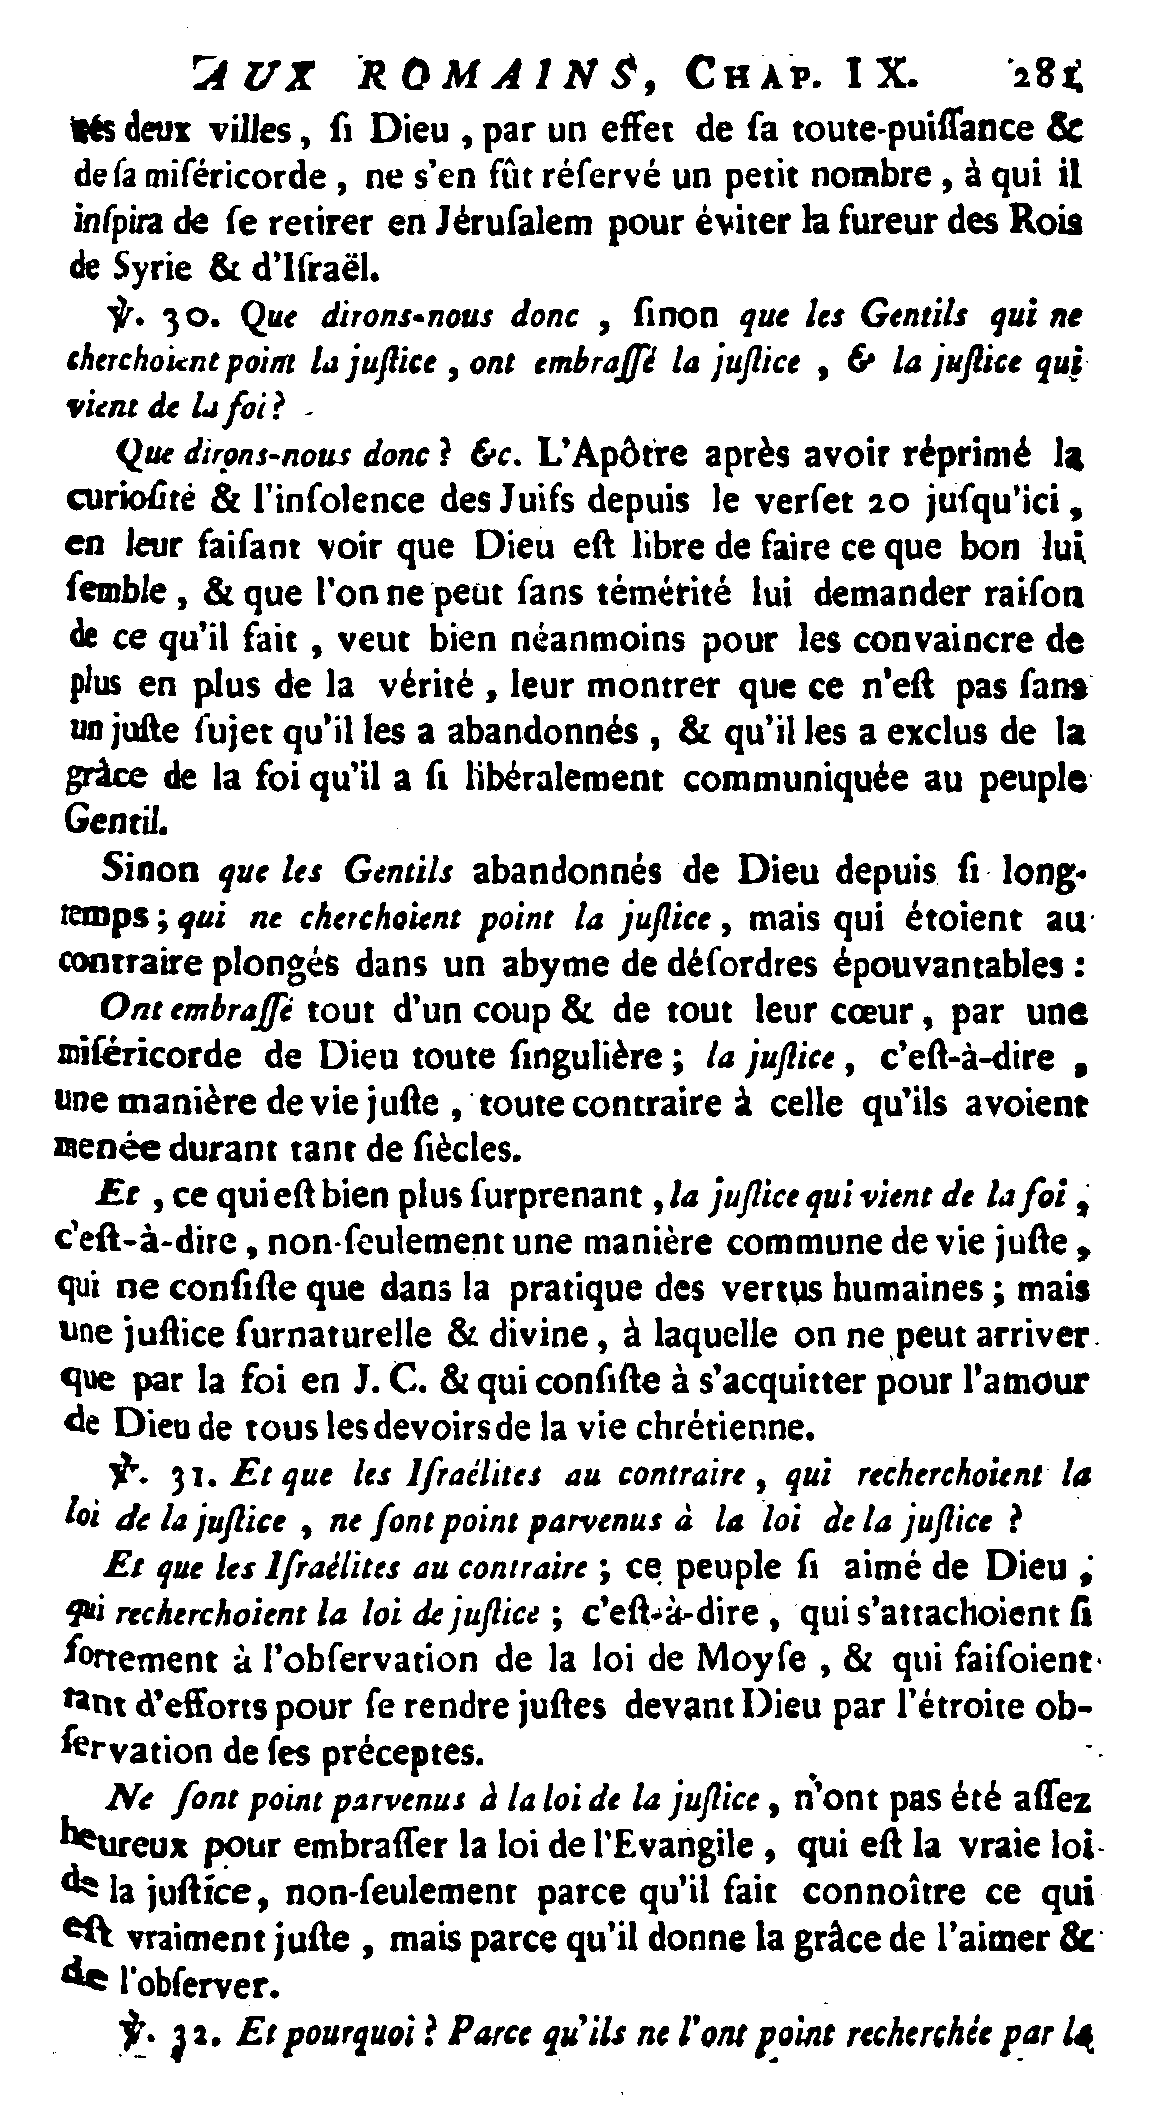 AUX ROMAINS, CHAP. IX. 281
tés deux villes, ſi Dieu, par un effet de ſa toute-puiſſance &
de ſa miſéricorde, ne s'en fût réſervé un petit nombre, à qui il
inſpira de ſe retirer en Jéruſalem pour éviter la fureur des Rois
de Syrie & d'Iſraël.
℣. 30. Que dirons-nous donc, ſinon que les Gentils qui ne
cherchoient point la juſtice, ont embraſſé la juſtice, & la juſtice qui
vient de la foi?
Que dirons-nous donc? &c. L'Apôtre après avoir réprimé la
curioſité & l'inſolence des Juifs depuis le verſet 20 juſqu'ici,
en leur faiſant voir que Dieu eſt libre de faire ce que bon lui
ſemble, & que l'on ne peut ſans témérité lui demander raiſon
de ce qu'il fait, veut bien néanmoins pour les convaincre de
plus en plus de la vérité, leur montrer que ce n'eſt pas ſans
un juſte ſujet qu'il les a abandonnés, & qu'il les a exclus de la
grâce de la foi qu'il a ſi libéralement communiquée au peuple
Gentil.
Sinon que les Gentils abandonnés de Dieu depuis ſi long-
temps; qui ne cherchoient point la juſtice, mais qui étoient au
contraire plongés dans un abyme de déſordres épouvantables:
Ont embraſſé tout d'un coup & de tout leur cœur, par une
miſéricorde de Dieu toute ſingulière; la juſtice, c'eſt-à-dire,
une manière de vie juſte, toute contraire à celle qu'ils avoient
menée durant tant de ſiècles.
Et, ce qui eſt bien plus ſurprenant, la juſtice qui vient de la foi,
c'eſt-à-dire, non-ſeulement une manière commune de vie juſte,
qui ne conſiſte que dans la pratique des vertus humaines; mais
une juſtice ſurnaturelle & divine, à laquelle on ne peut arriver
que par la foi en J. C. & qui conſiſte à s'acquitter pour l'amour
de Dieu de tous les devoirs de la vie chrétienne.
℣. 31. Et que les Iſraélites au contraire, qui recherchoient la
loi de la juſtice, ne ſont point parvenus à la loi de la juſtice?
Et que les Iſraélites au contraire; ce peuple ſi aimé de Dieu;
qui recherchoient la loi de juſtice; c'eſt-à-dire, qui s'attachoient ſi
fortement à l'obſervation de la loi de Moyſe, & qui faiſoient
tant d'efforts pour ſe rendre juſtes devant Dieu par l'étroite ob-
ſervation de ſes préceptes.
Ne ſont point parvenus à la loi de la juſtice, n'ont pas été aſſez
heureux pour embraſſer la loi de l'Evangile, qui eſt la vraie loi
de la juſtice, non-ſeulement parce qu'il fait connoître ce qui
eſt vraiment juſte, mais parce qu'il donne la grâce de l'aimer &
de l'obſerver.
℣. 32. Et pourquoi? Parce qu'ils ne l'ont point recherchée par la